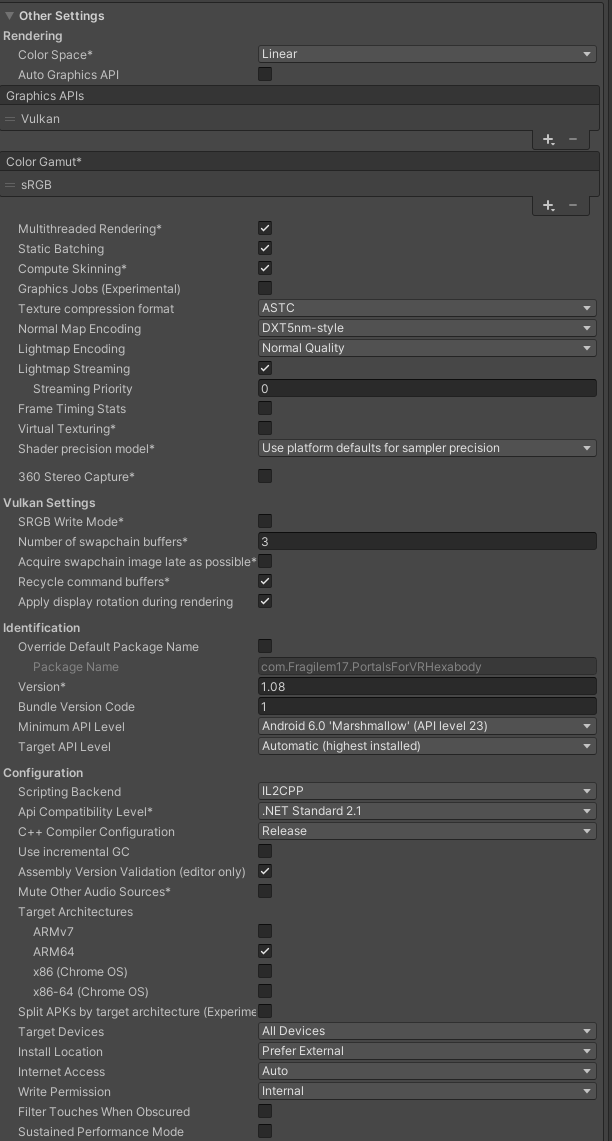 Other Settings
Rendering
Color Space* Linear
Auto Graphics API
Graphics APIs
Vulkan
Color Gamut*
sRGB
Multithreaded Rendering*
Static Batching
Compute Skinning*
Graphics Jobs (Experimental)
Texture compression format ASTC
Normal Map Encoding DXT5nm-style
Lightmap Encoding Normal Quality
Lightmap Streaming
Streaming Priority 0
Frame Timing Stats
Virtual Texturing*
Shader precision model* Use platform defaults for sampler precision
360 Stereo Capture*
Vulkan Settings
SRGB Write Mode*
Number of swapchain buffers* 3
Acquire swapchain image late as possible*
Recycle command buffers*
Apply display rotation during rendering
Identification
Override Default Package Name
Package Name com.Fragilem17.PortalsForVRHexabody
Version* 1.08
Bundle Version Code 1
Minimum API Level Android 6.0 'Marshmallow' (API level 23)
Target API Level Automatic (highest installed)
Configuration
Scripting Backend IL2CPP
Api Compatibility Level* .NET Standard 2.1
C++ Compiler Configuration Release
Use incremental GC
Assembly Version Validation (editor only)
Mute Other Audio Sources*
Target Architectures
ARMv7
ARM64
x86 (Chrome OS)
x86-64 (Chrome OS)
Split APKs by target architecture (Experime
Target Devices All Devices
Install Location Prefer External
Internet Access Auto
Write Permission Internal
Filter Touches When Obscured
Sustained Performance Mode